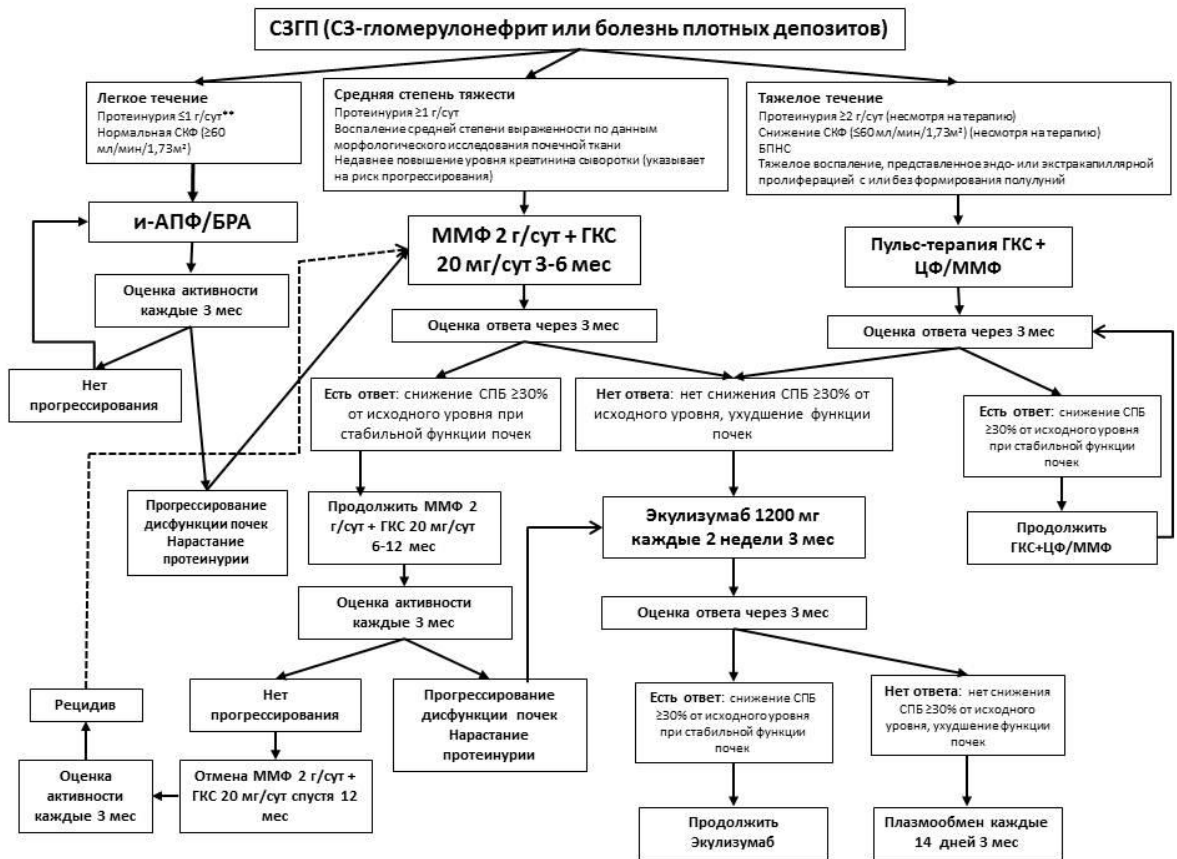 СЗГП (СЗ-гломерулонефрит или болезнь плотных депозитов)
Легкое течение
Протеинурия ≤1 г/сут**
Нормальная СКФ (≥60
мл/мин/1,73м²)
Средняя степень тяжести
Протеинурия ≥1 г/сут
Воспаление средней степени выраженности по данным
морфологического исследования почечной ткани
Недавнее повышение уровня креатинина сыворотки (указывает
на риск прогрессирования)
Тяжелое течение
Протеинурия ≥2 г/сут (несмотря на терапию)
Снижение СКФ (≤60 мл/мин/1,73м²) (несмотря на терапию)
БПНС
Тяжелое воспаление, представленное эндо- или экстракапиллярной
пролиферацией с или без формирования полулуний
и-АПФ/БРА
ММФ 2 г/сут + ГКС
20 мг/сут 3-6 мес
Пульс-терапия ГКС +
ЦФ/ММФ
Оценка активности
каждые 3 мес
Оценка ответа через 3 мес
Оценка ответа через 3 мес
Нет
прогрессирования
Есть ответ: снижение СПБ ≥30%
от исходного уровня при
стабильной функции почек
Нет ответа: нет снижения СПБ ≥30% от
исходного уровня, ухудшение функции
почек
Есть ответ: снижение СПБ
≥30% от исходного уровня
при стабильной функции
почек
Прогрессирование
дисфункции почек
Нарастание
протеинурии
Продолжить ММФ 2
г/сут + ГКС 20 мг/сут
6-12 мес
Экулизумаб 1200 мг
каждые 2 недели 3 мес
Продолжить
ГКС+ЦФ/ММФ
Оценка активности
каждые 3 мес
Оценка ответа через 3 мес
Рецидив
Нет
прогрессирования
Прогрессирование
дисфункции почек
Нарастание
протеинурии
Есть ответ: снижение СПБ
≥30% от исходного уровня
при стабильной функции
почек
Нет ответа: нет снижения
СПБ ≥30% от исходного
уровня, ухудшение функции
почек
Оценка
активности
каждые 3 мес
Отмена ММФ 2 г/сут +
ГКС 20 мг/сут спустя 12
мес
Продолжить
Экулизумаб
Плазмообмен каждые
14 дней 3 мес